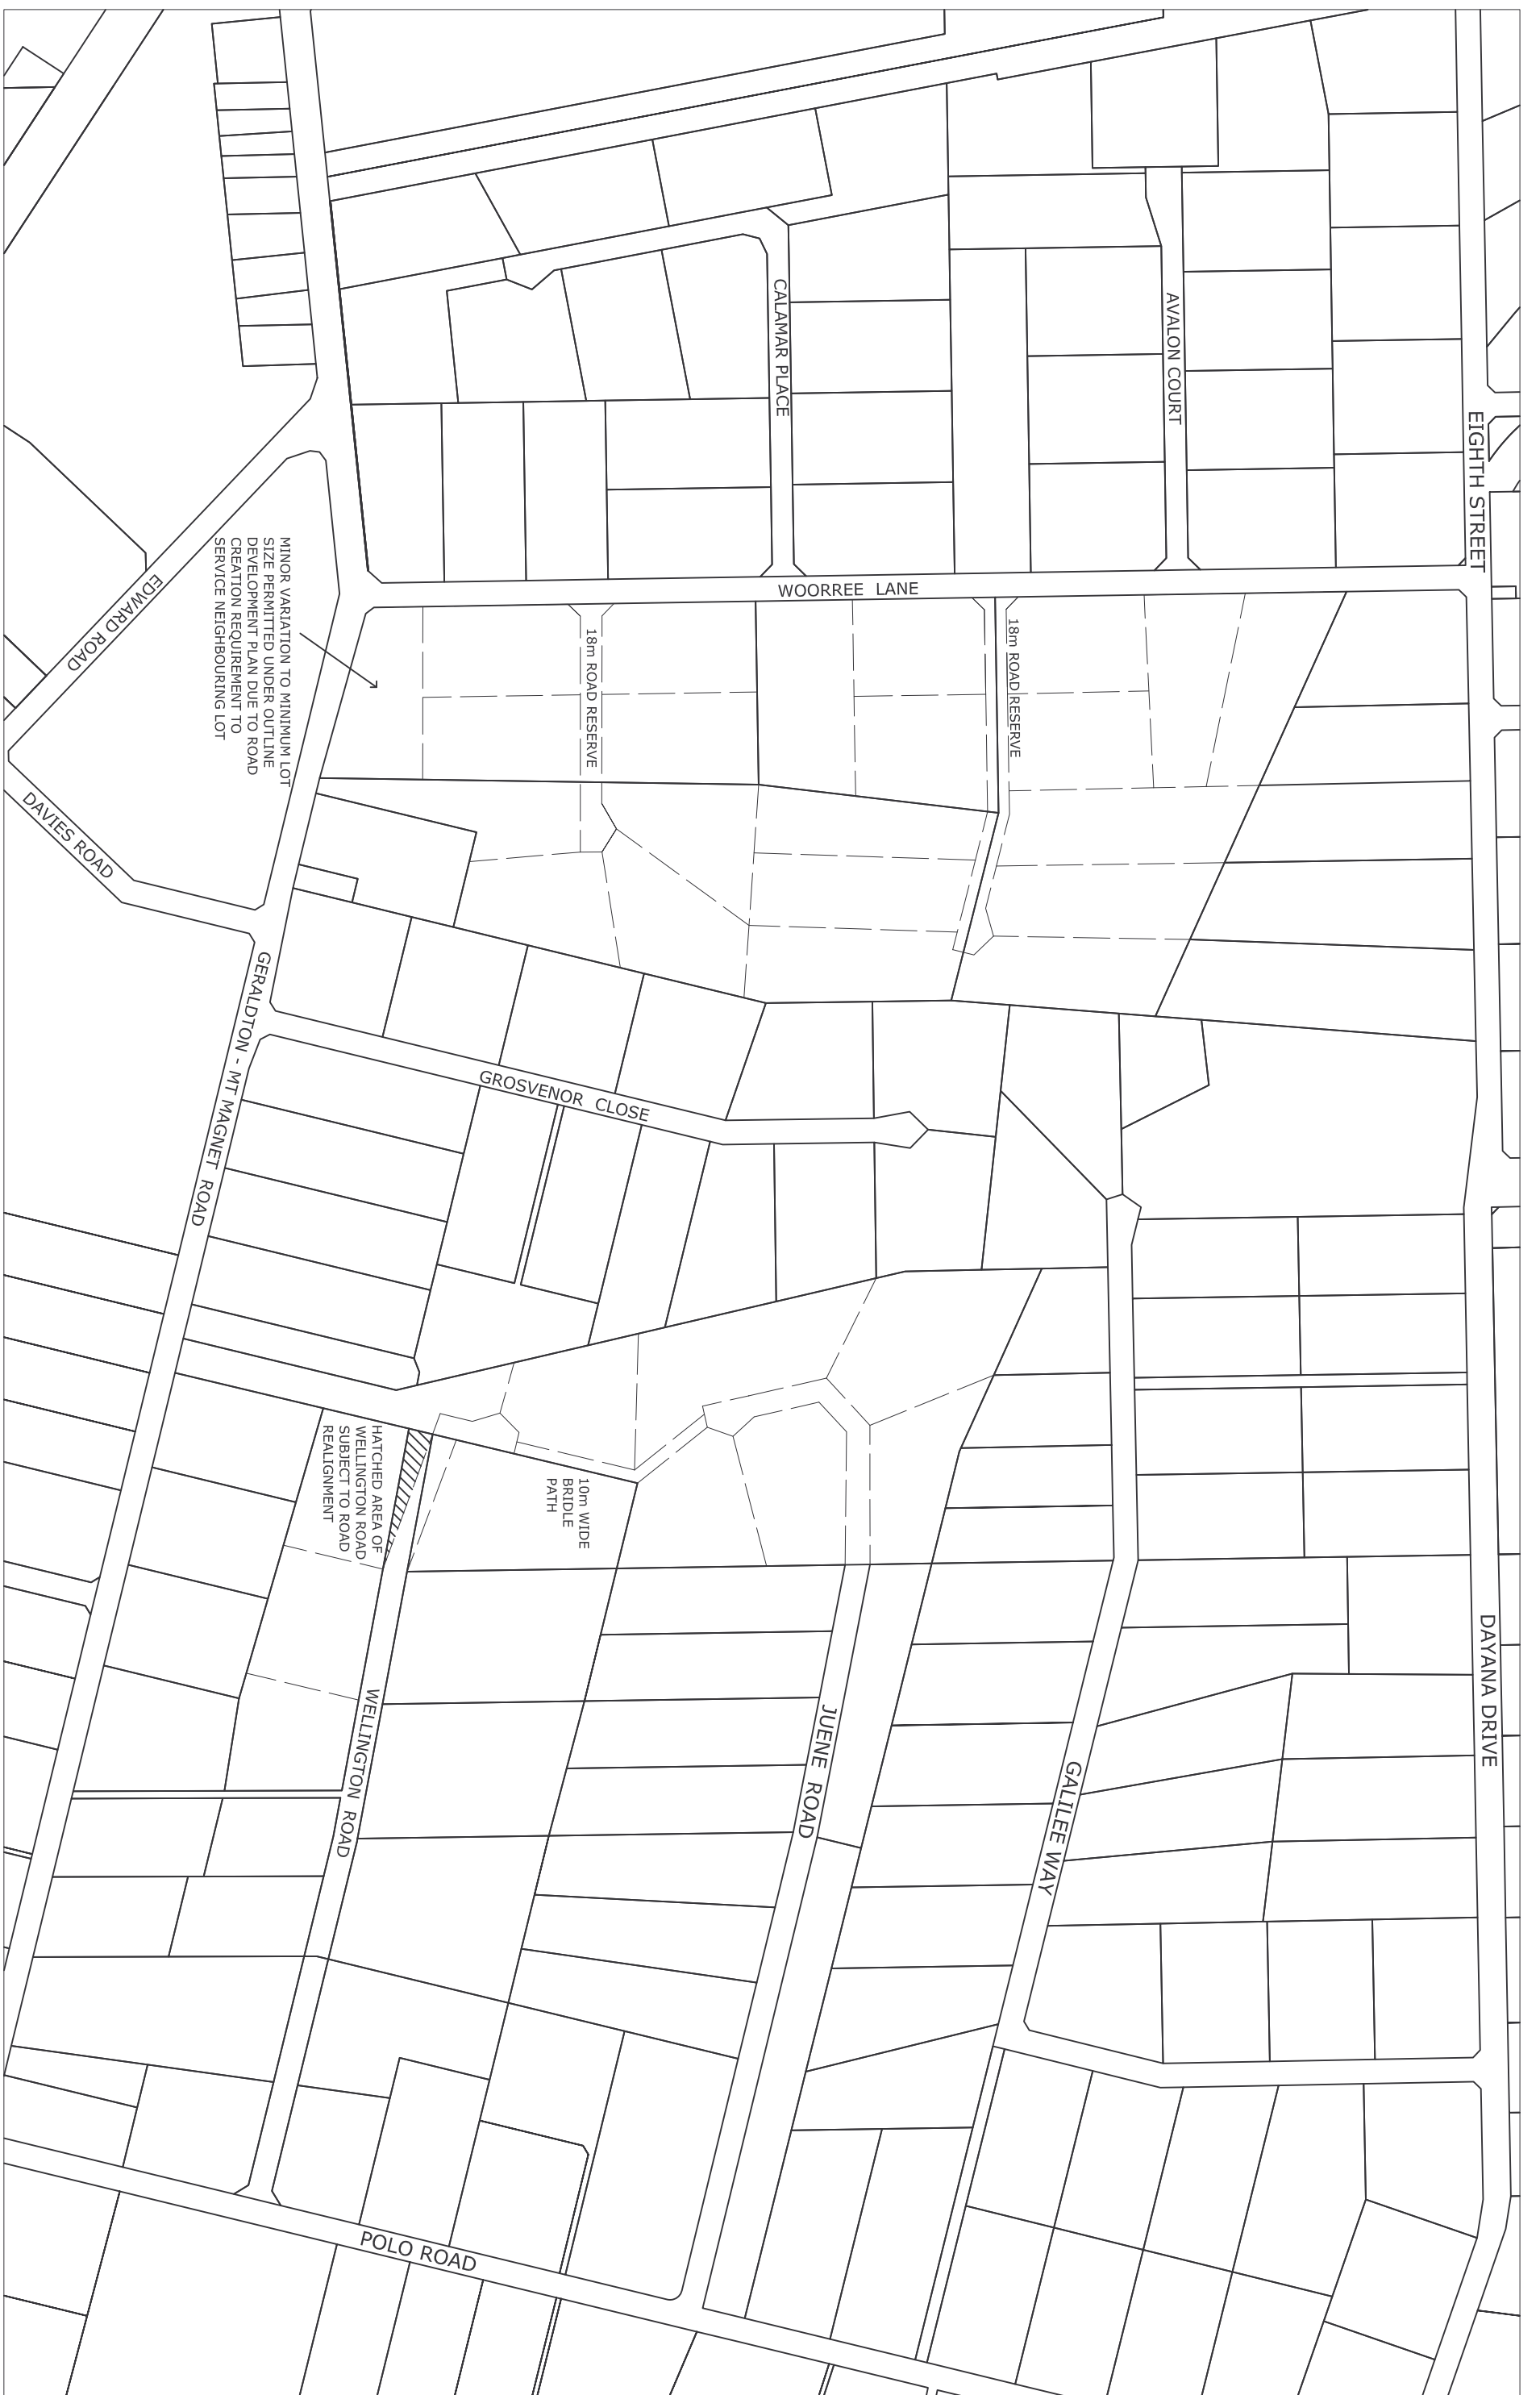 CALAMAR PLACE
AVALON COURT
EIGHTH STREET
WOORREE LANE
MINOR VARIATION TO MINIMUM LOT
SIZE PERMITTED UNDER OUTLINE
DEVELOPMENT PLAN DUE TO ROAD
CREATION REQUIREMENT TO
SERVICE NEIGHBOURING LOT
EDWARD ROAD
18m ROAD RESERVE
18m ROAD RESERVE
DAVIES ROAD
GERALDTON - MT MAGNET ROAD
GROSVENOR CLOSE
HATCHED AREA OF
WELLINGTON ROAD
SUBJECT TO ROAD
REALIGNMENT
10m WIDE
BRIDLE
PATH
WELLINGTON ROAD
JUENE ROAD
GALILEE WAY
DAYANA DRIVE
POLO ROAD